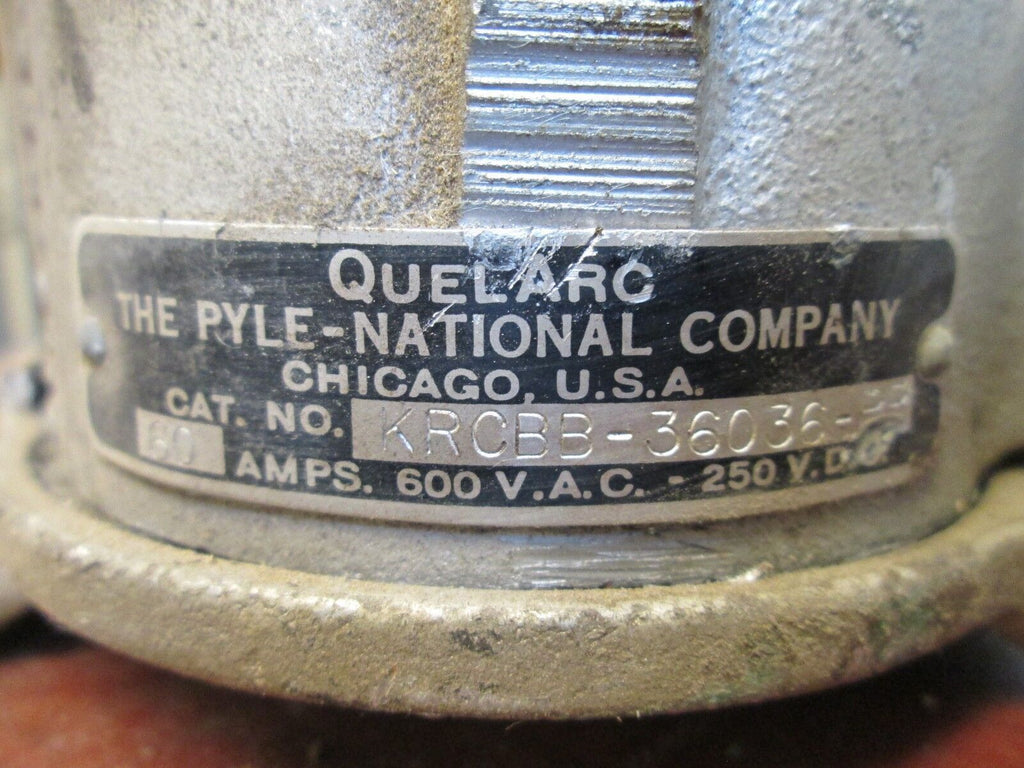 QUELARC
THE PYLE-NATIONAL COMPANY
CHICAGO, U.S.A.
CAT. NO. KRCBB-36036-
60 AMPS. 600 V.A.C. - 250 V.D.C.